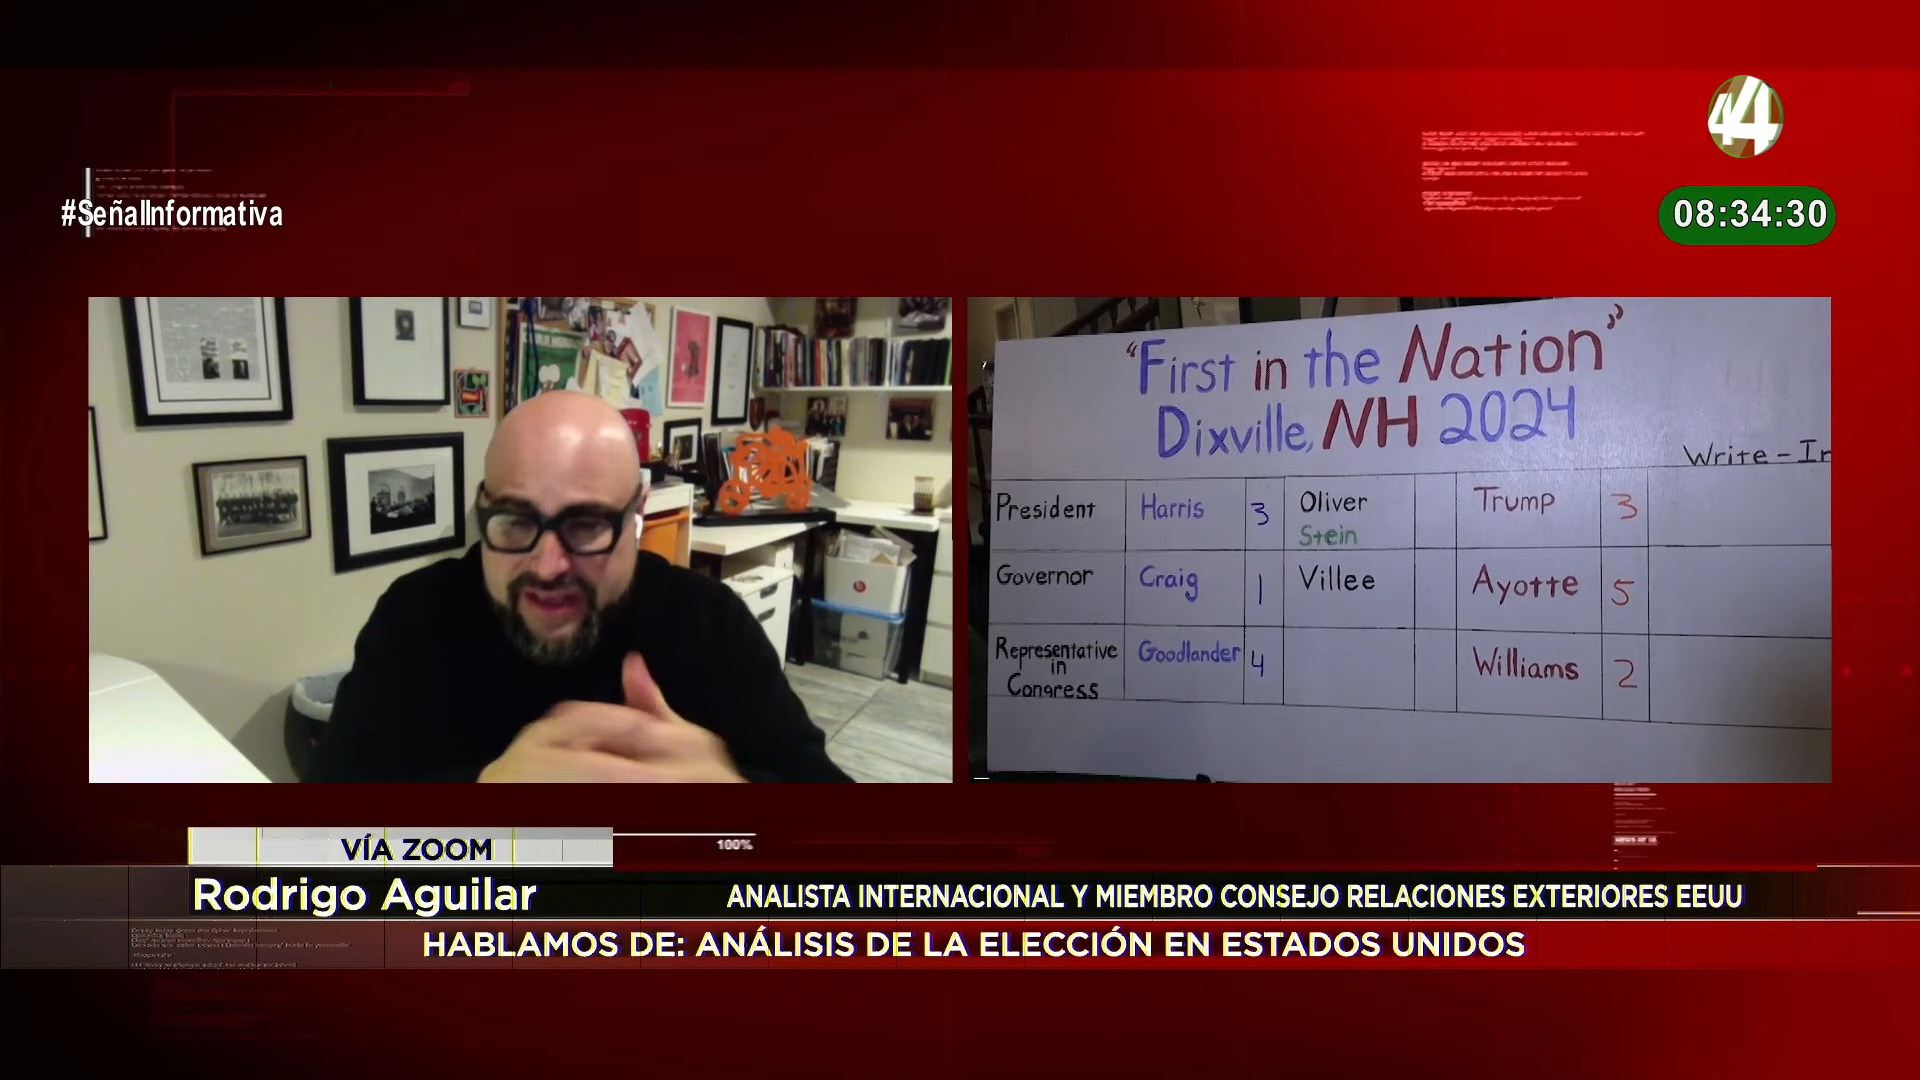 44
#SeñalInformativa
08:34:30
"First in the Nation"
Dixville, NH 2024
Write-In
President Harris 3 Oliver Trump 3
Stein
Governor Craig 1 Villee Ayotte 5
Representative in Congress Goodlander 4 Williams 2
VÍA ZOOM
100%
Rodrigo Aguilar
ANALISTA INTERNACIONAL Y MIEMBRO CONSEJO RELACIONES EXTERIORES EEUU
HABLAMOS DE: ANÁLISIS DE LA ELECCIÓN EN ESTADOS UNIDOS